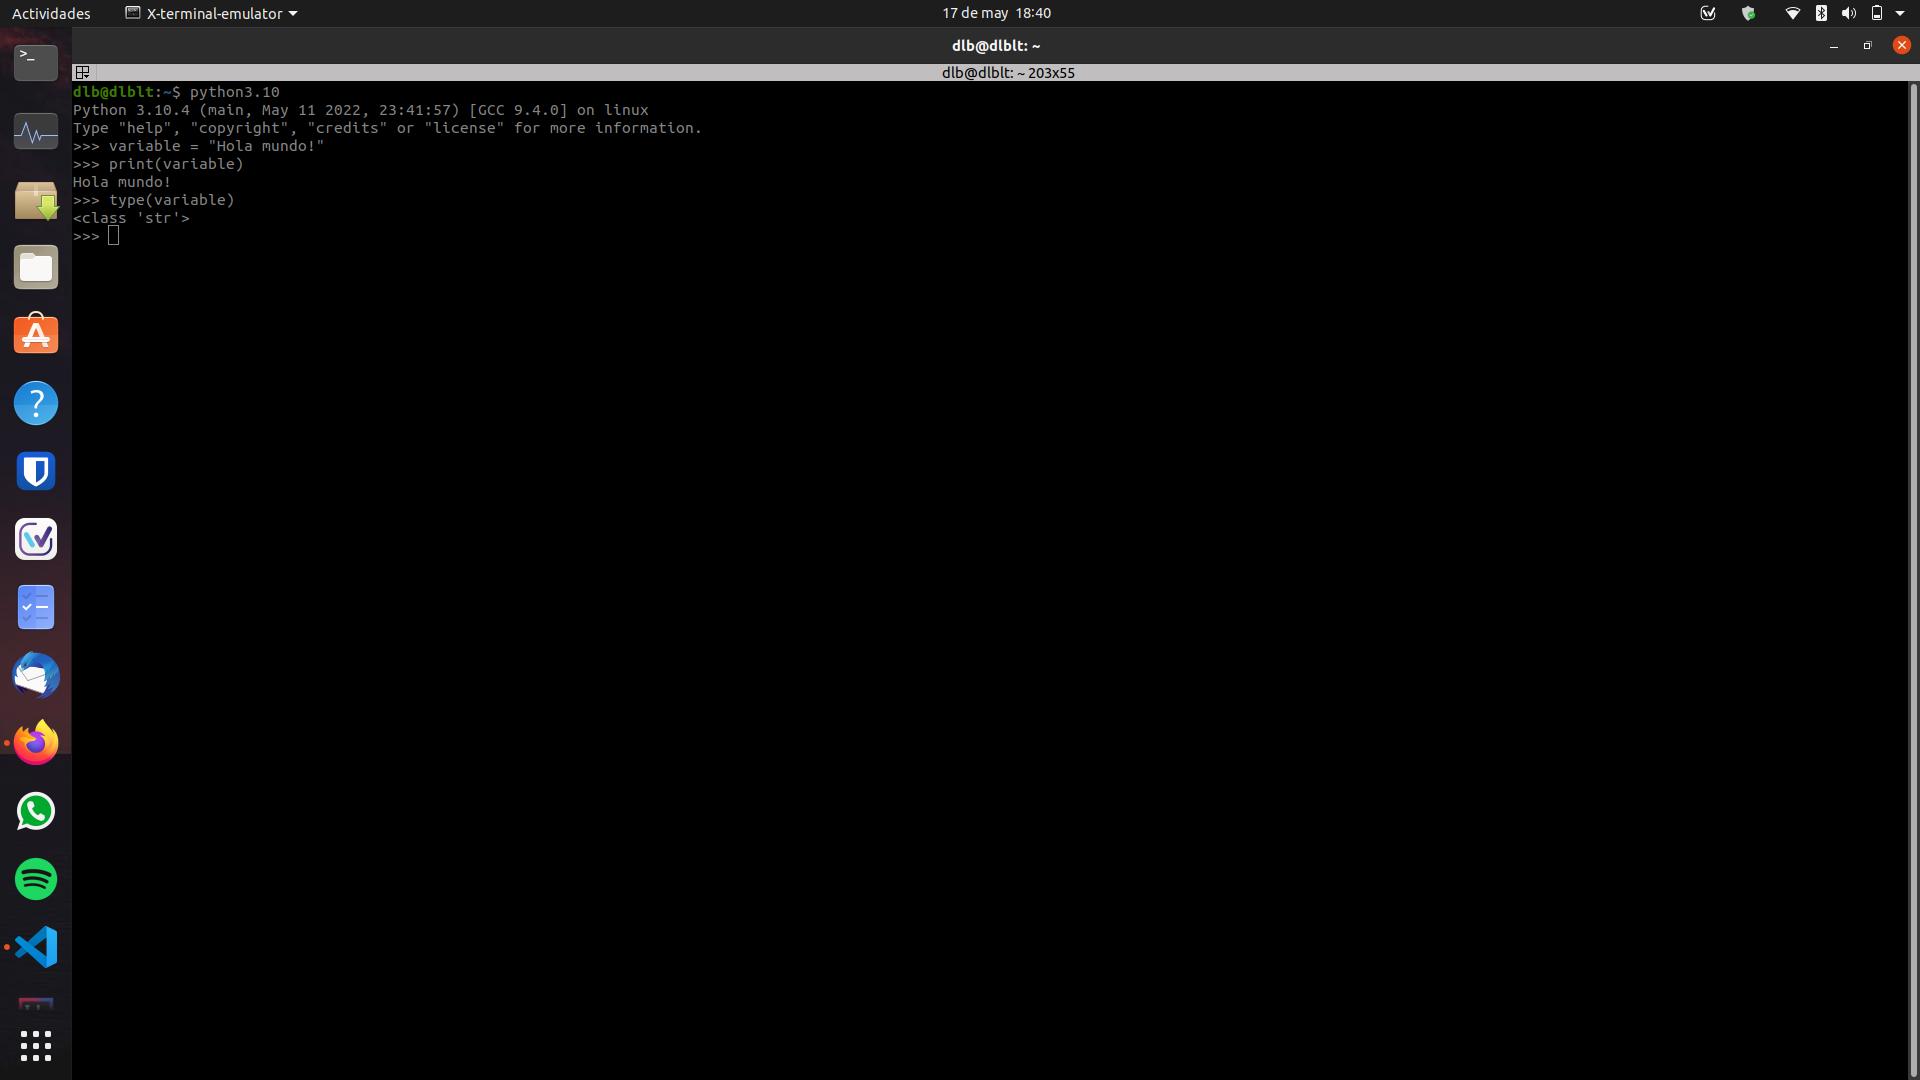 Actividades
X-terminal-emulator
17 de may 18:40
dlb@dlblt: ~
dlb@dlblt: ~ 203x55
dlb@dlblt:~$ python3.10
Python 3.10.4 (main, May 11 2022, 23:41:57) [GCC 9.4.0] on linux
Type "help", "copyright", "credits" or "license" for more information.
>>> variable = "Hola mundo!"
>>> print(variable)
Hola mundo!
>>> type(variable)
<class 'str'>
>>>